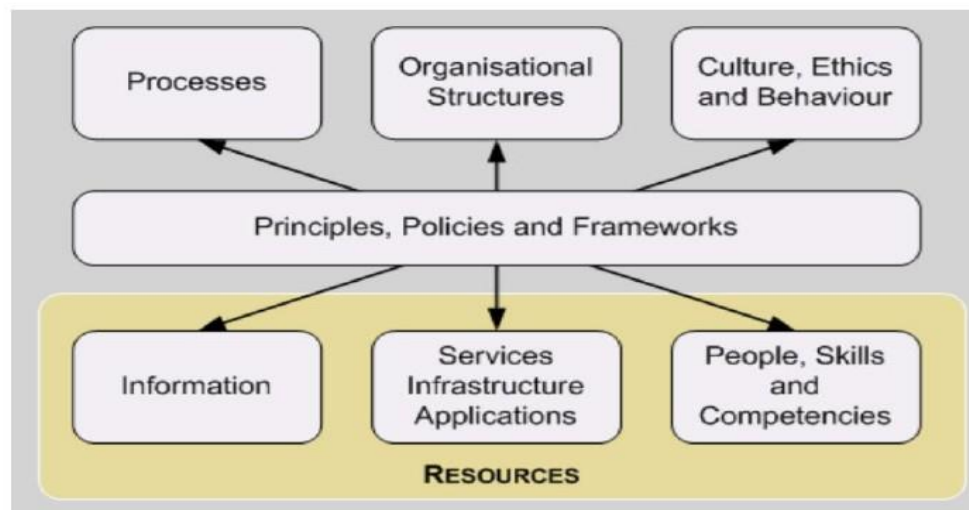 Processes
Organisational
Structures
Culture, Ethics
and Behaviour
Principles, Policies and Frameworks
Information
Services
Infrastructure
Applications
People, Skills
and
Competencies
RESOURCES